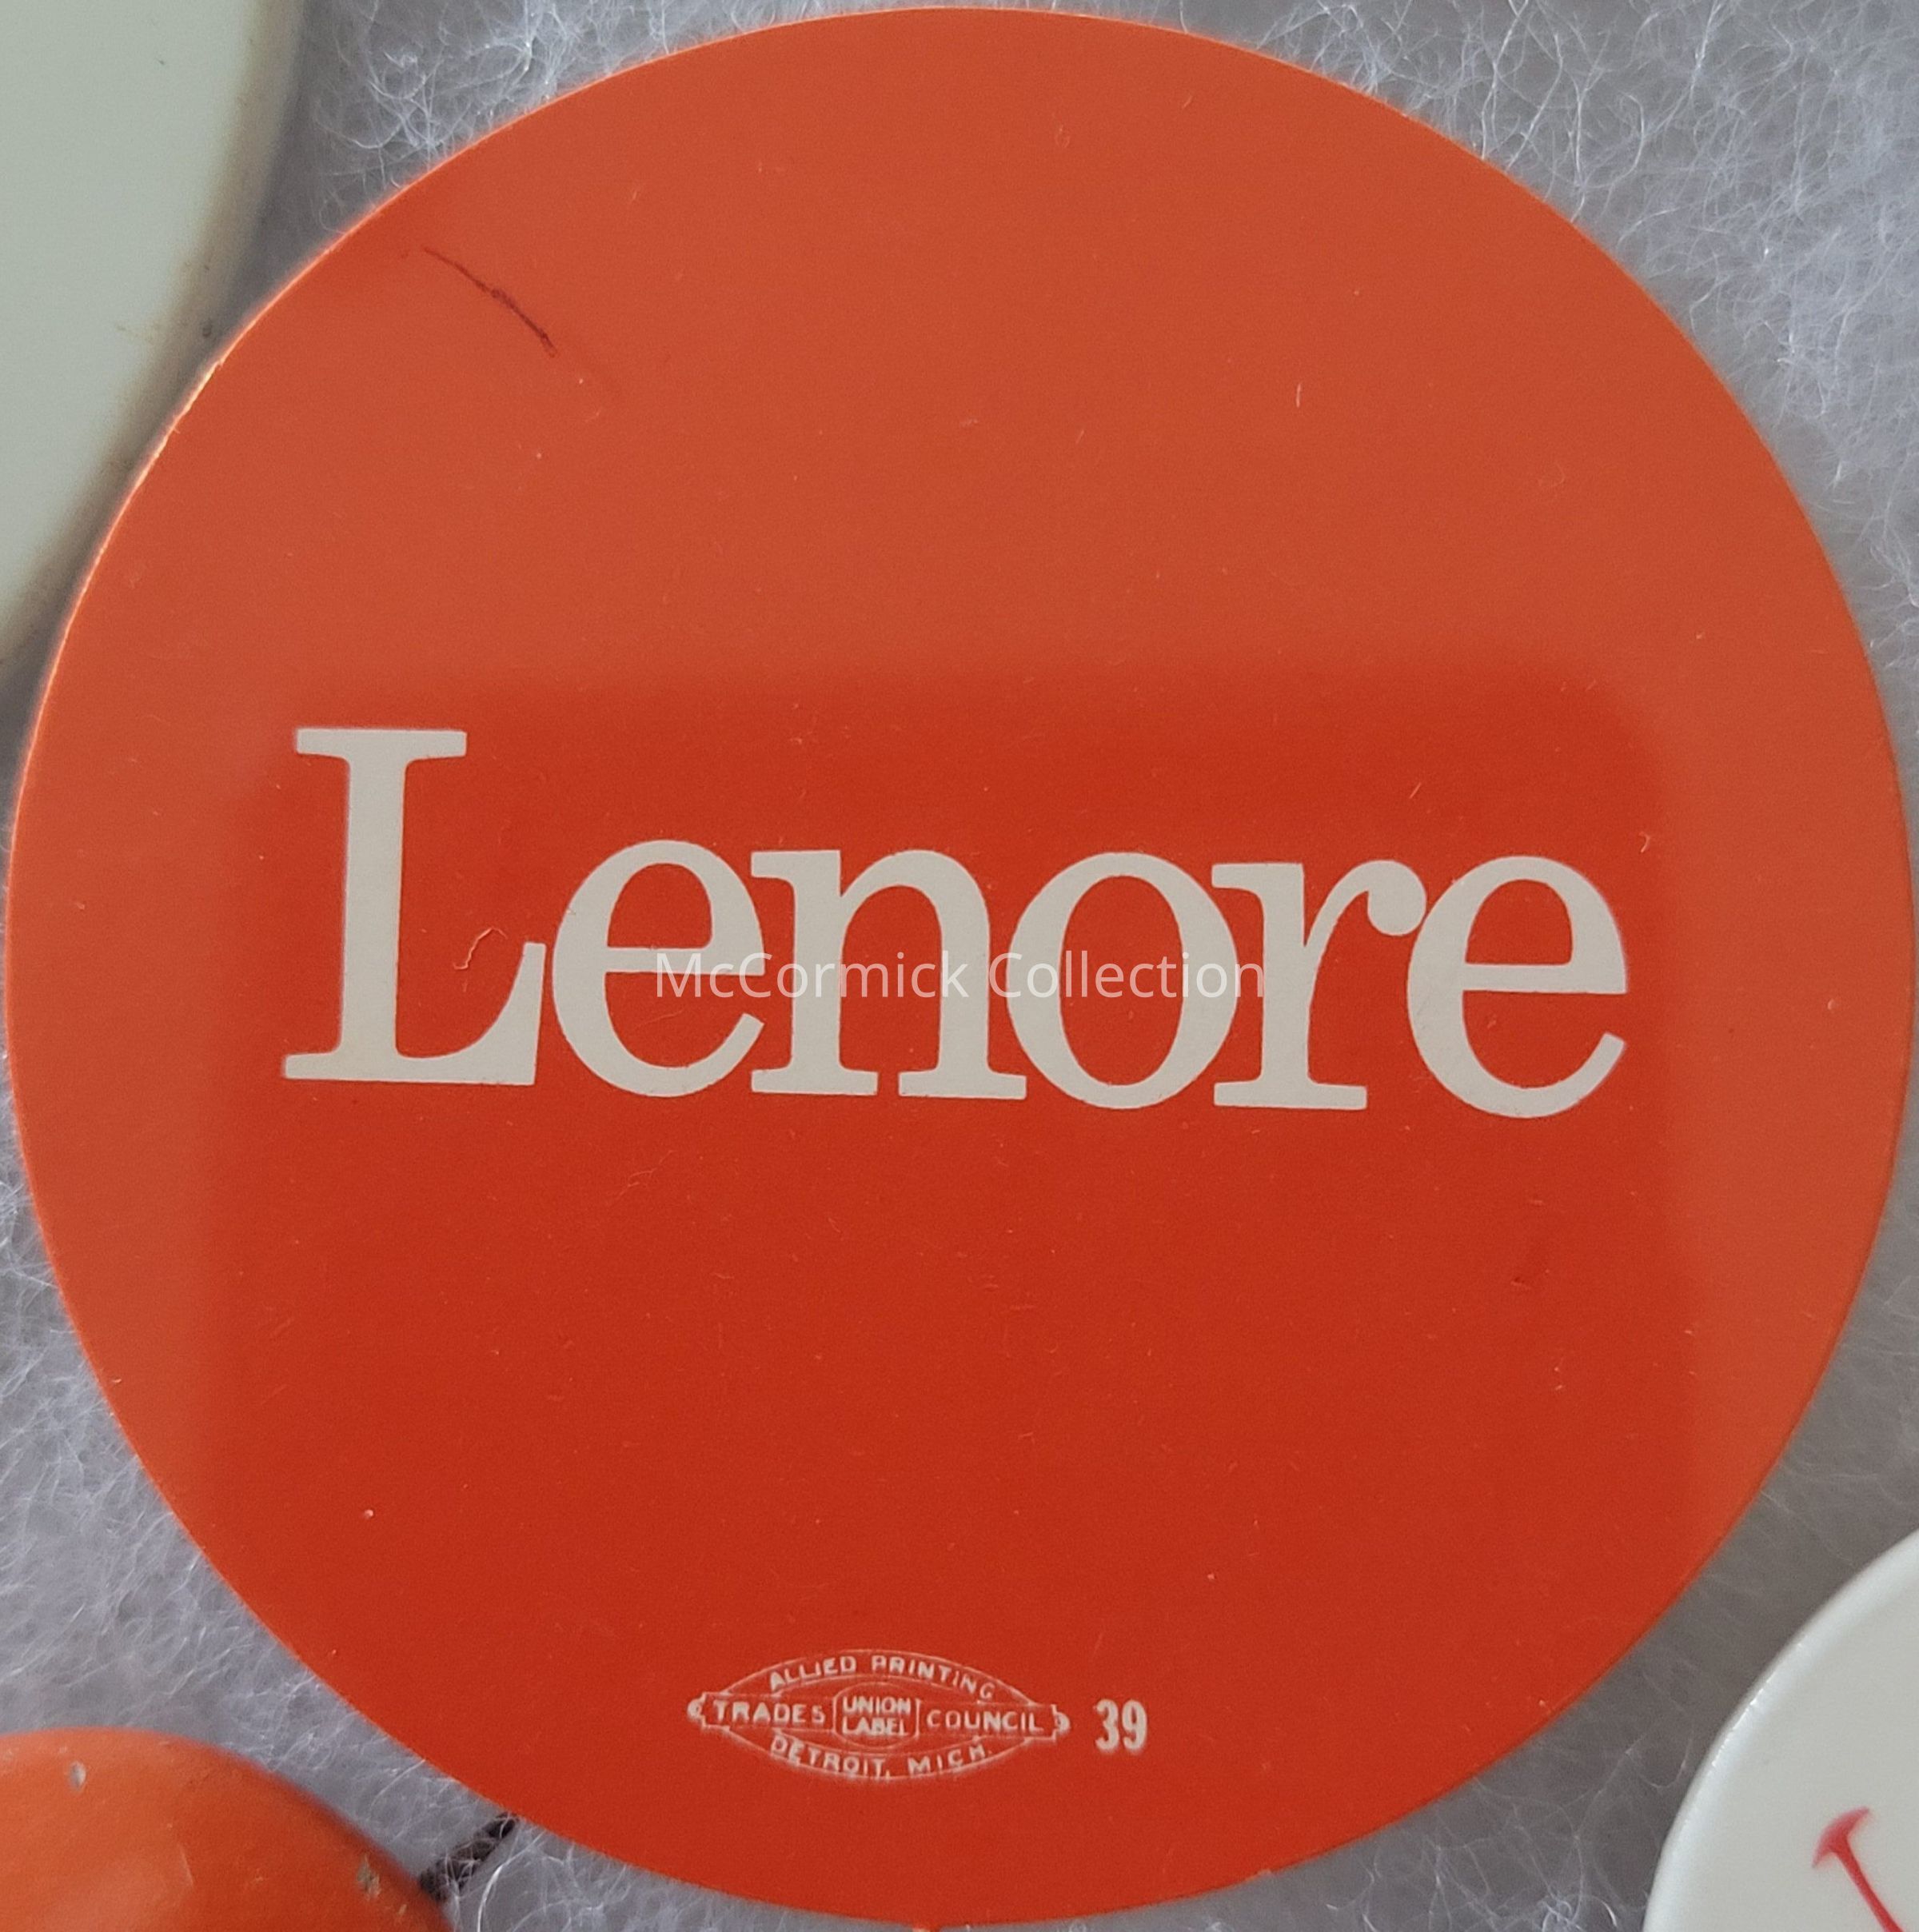 Lenore
McCormick Collection
ALLIED PRINTING
TRADES UNION LABEL COUNCIL 39
DETROIT, MICH.